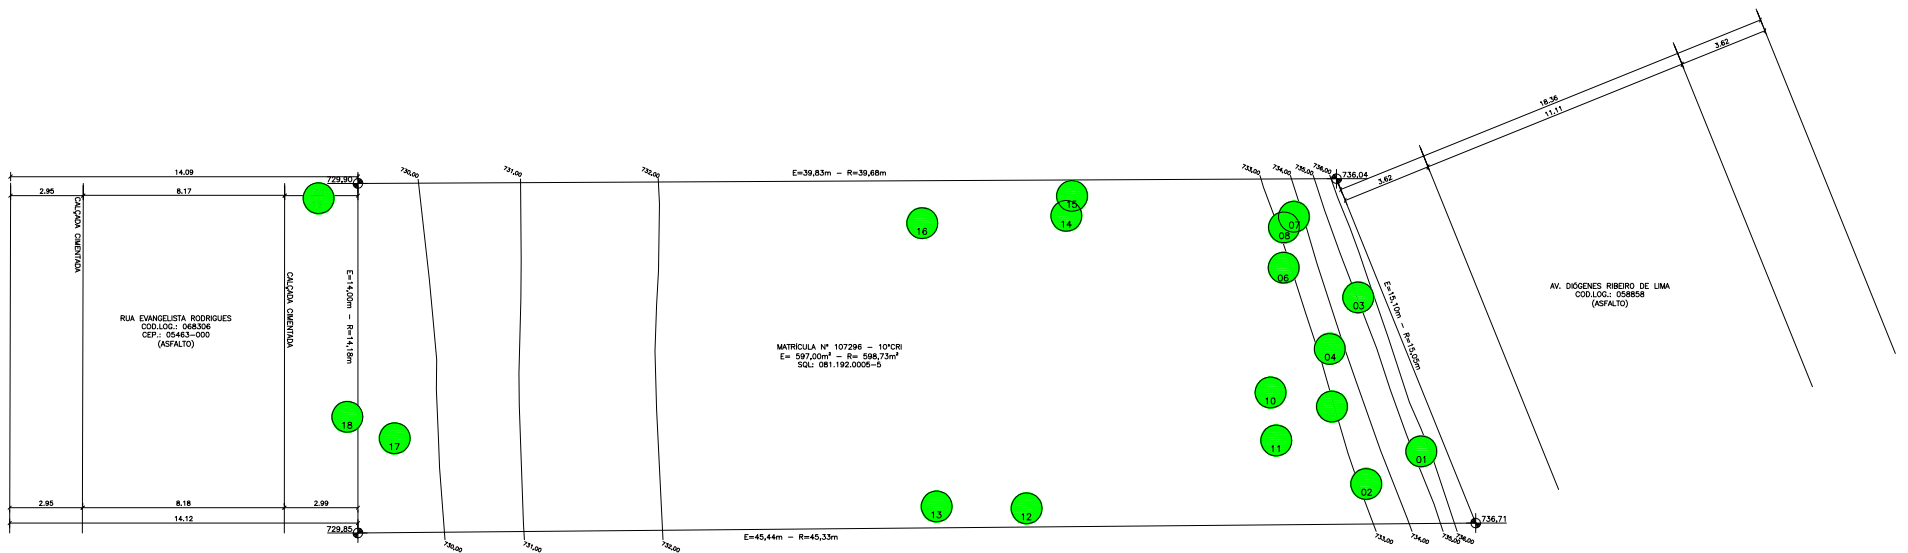 14.09
2.95
8.17
729,90
CALÇADA CIMENTADA
CALÇADA CIMENTADA
E=14,00m - R=14,18m
RUA EVANGELISTA RODRIGUES
COD.LOG.: 068306
CEP.: 05463-000
(ASFALTO)
18
17
2.95
8.18
2.99
14.12
729,85
730,00
731,00
732,00
E=39,83m - R=39,68m
733,00
734,00
735,00
736,00
736,04
16
15
14
07
08
06
03
04
10
11
01
02
13
12
MATRÍCULA N° 107296 - 10°CRI
E= 597,00m² - R= 598,73m²
SQL: 081.192.0005-5
E=15,10m - R=15,05m
730,00
731,00
732,00
E=45,44m - R=45,33m
733,00
734,00
735,00
736,00
736,71
3.62
18.36
11.11
3.62
AV. DIÓGENES RIBEIRO DE LIMA
COD.LOG.: 058858
(ASFALTO)